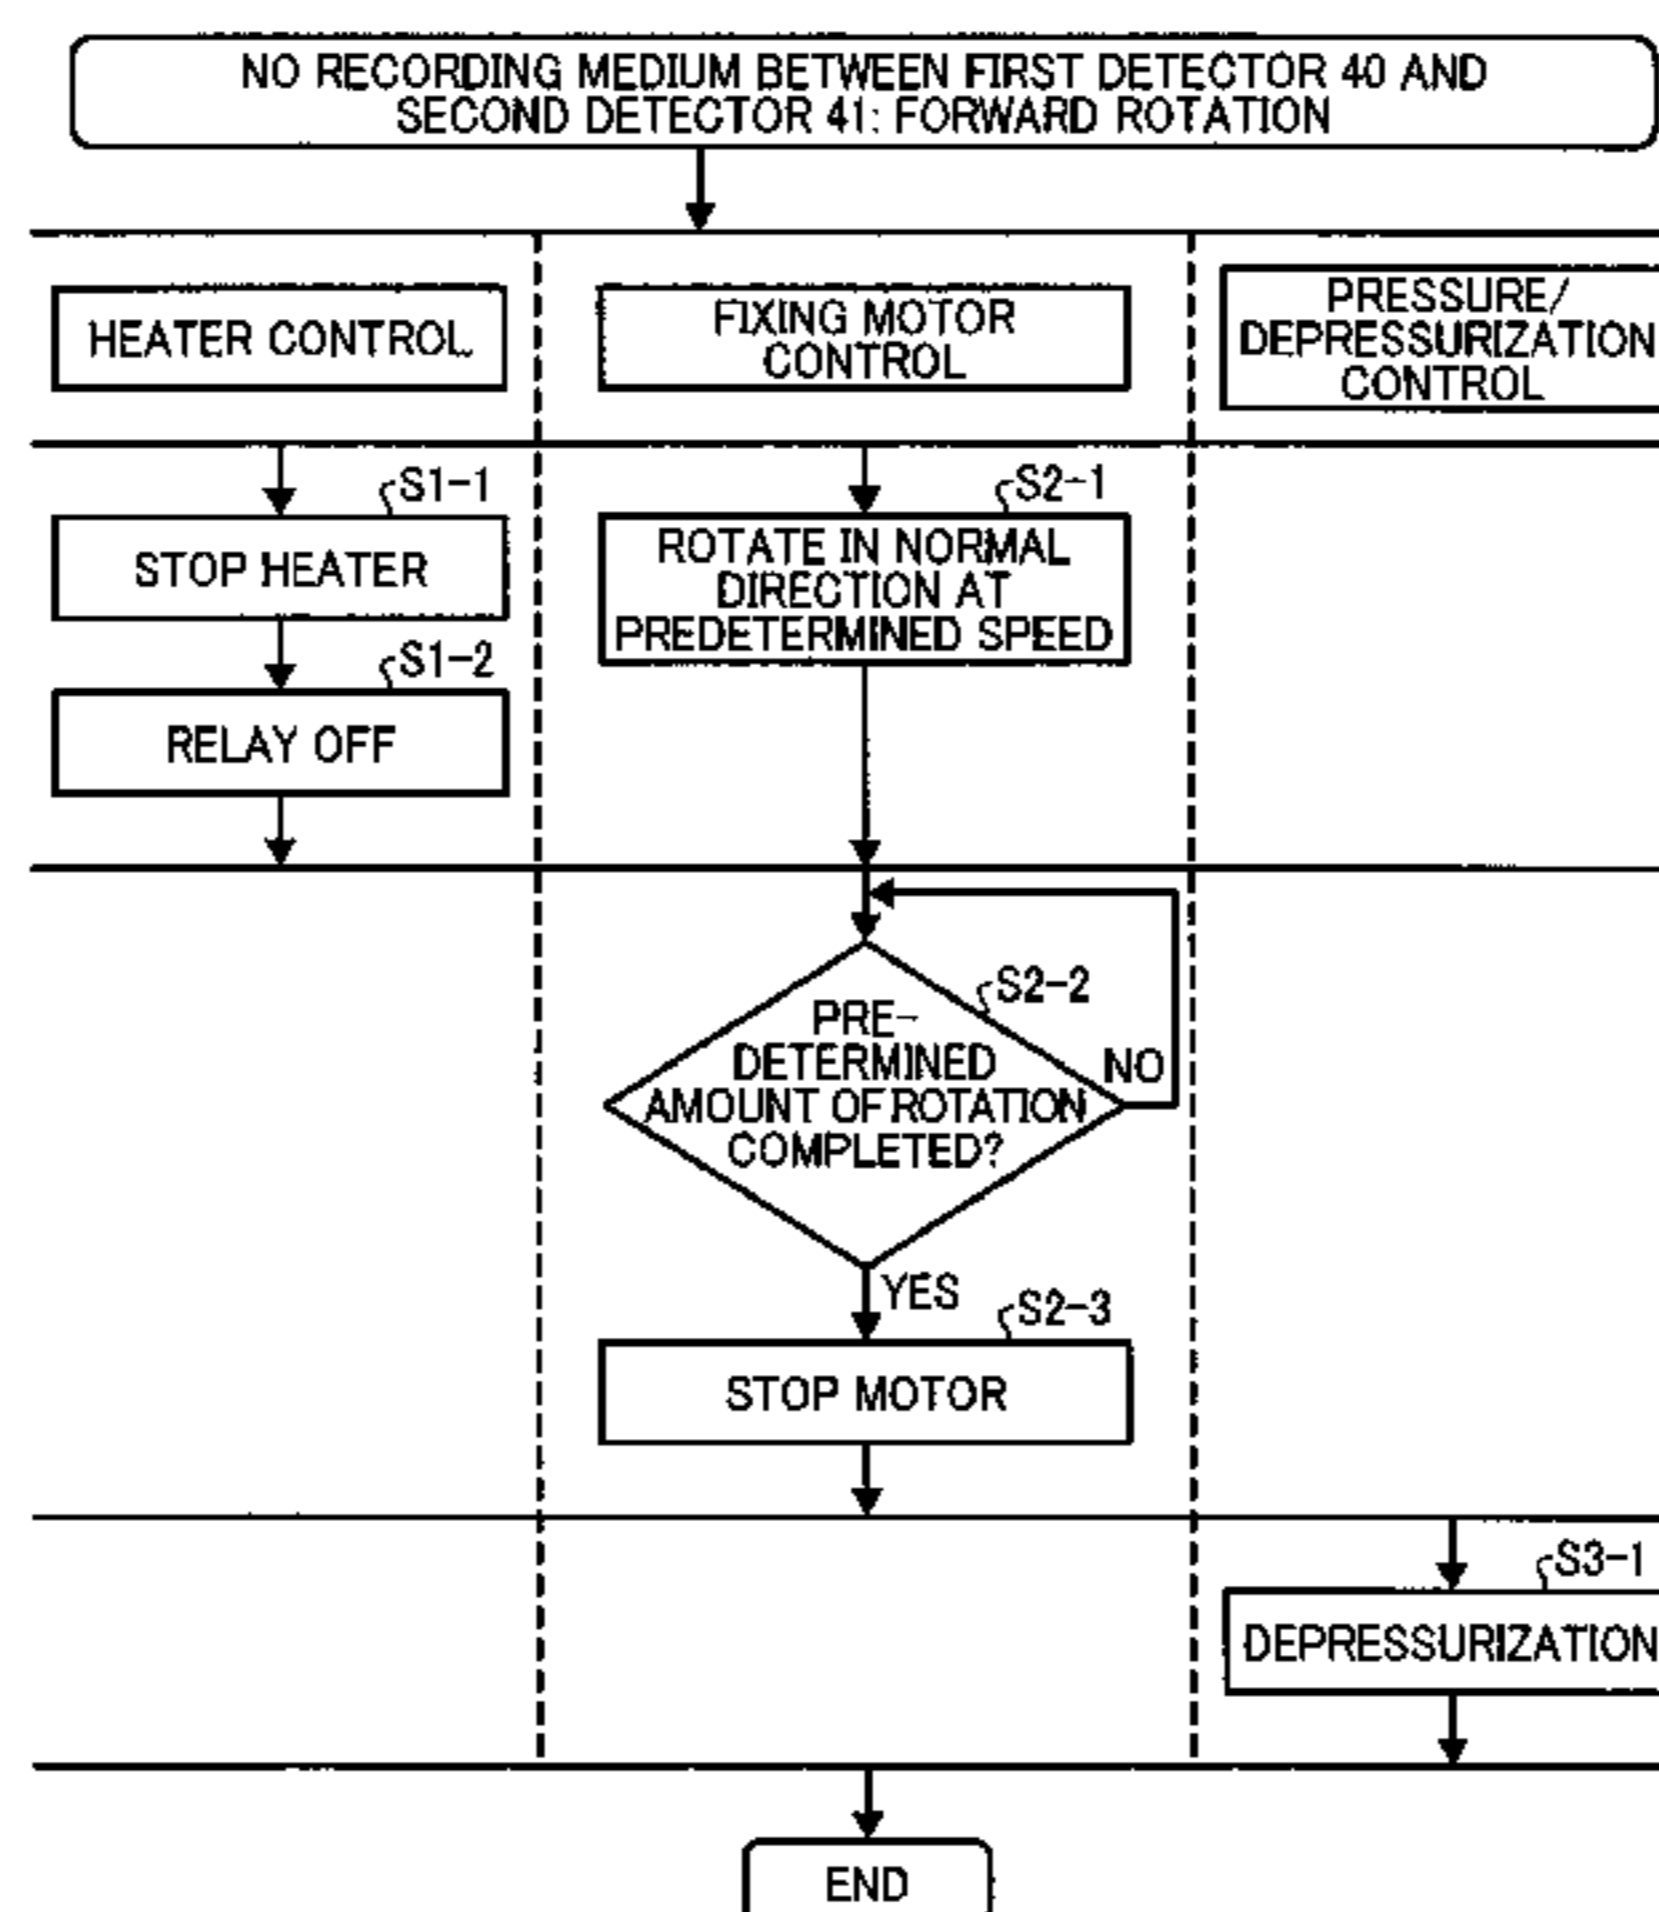 NO RECORDING MEDIUM BETWEEN FIRST DETECTOR 40 AND
SECOND DETECTOR 41: FORWARD ROTATION
HEATER CONTROL
FIXING MOTOR
CONTROL
PRESSURE/
DEPRESSURIZATION
CONTROL
S1-1
STOP HEATER
S1-2
RELAY OFF
S2-1
ROTATE IN NORMAL
DIRECTION AT
PREDETERMINED SPEED
S2-2
PRE-
DETERMINED
AMOUNT OF ROTATION
COMPLETED?
NO
YES
S2-3
STOP MOTOR
S3-1
DEPRESSURIZATION
END